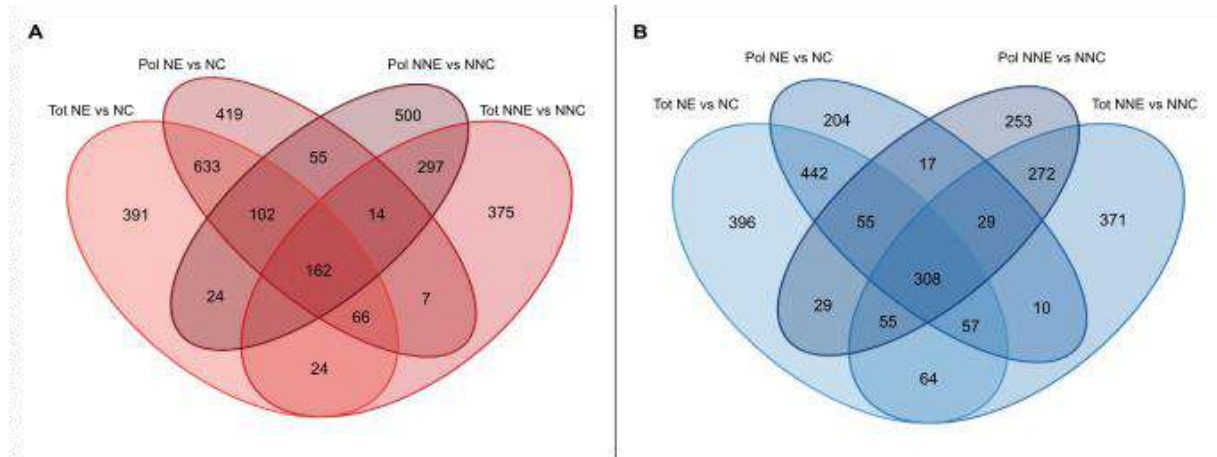 A
B
Pol NE vs NC
Pol NNE vs NNC
Tot NE vs NC
Tot NNE vs NNC
419
500
633
55
297
391
102
14
375
162
24
7
66
24
Pol NE vs NC
Pol NNE vs NNC
Tot NE vs NC
Tot NNE vs NNC
204
253
442
17
272
396
55
29
371
308
29
10
55
57
64